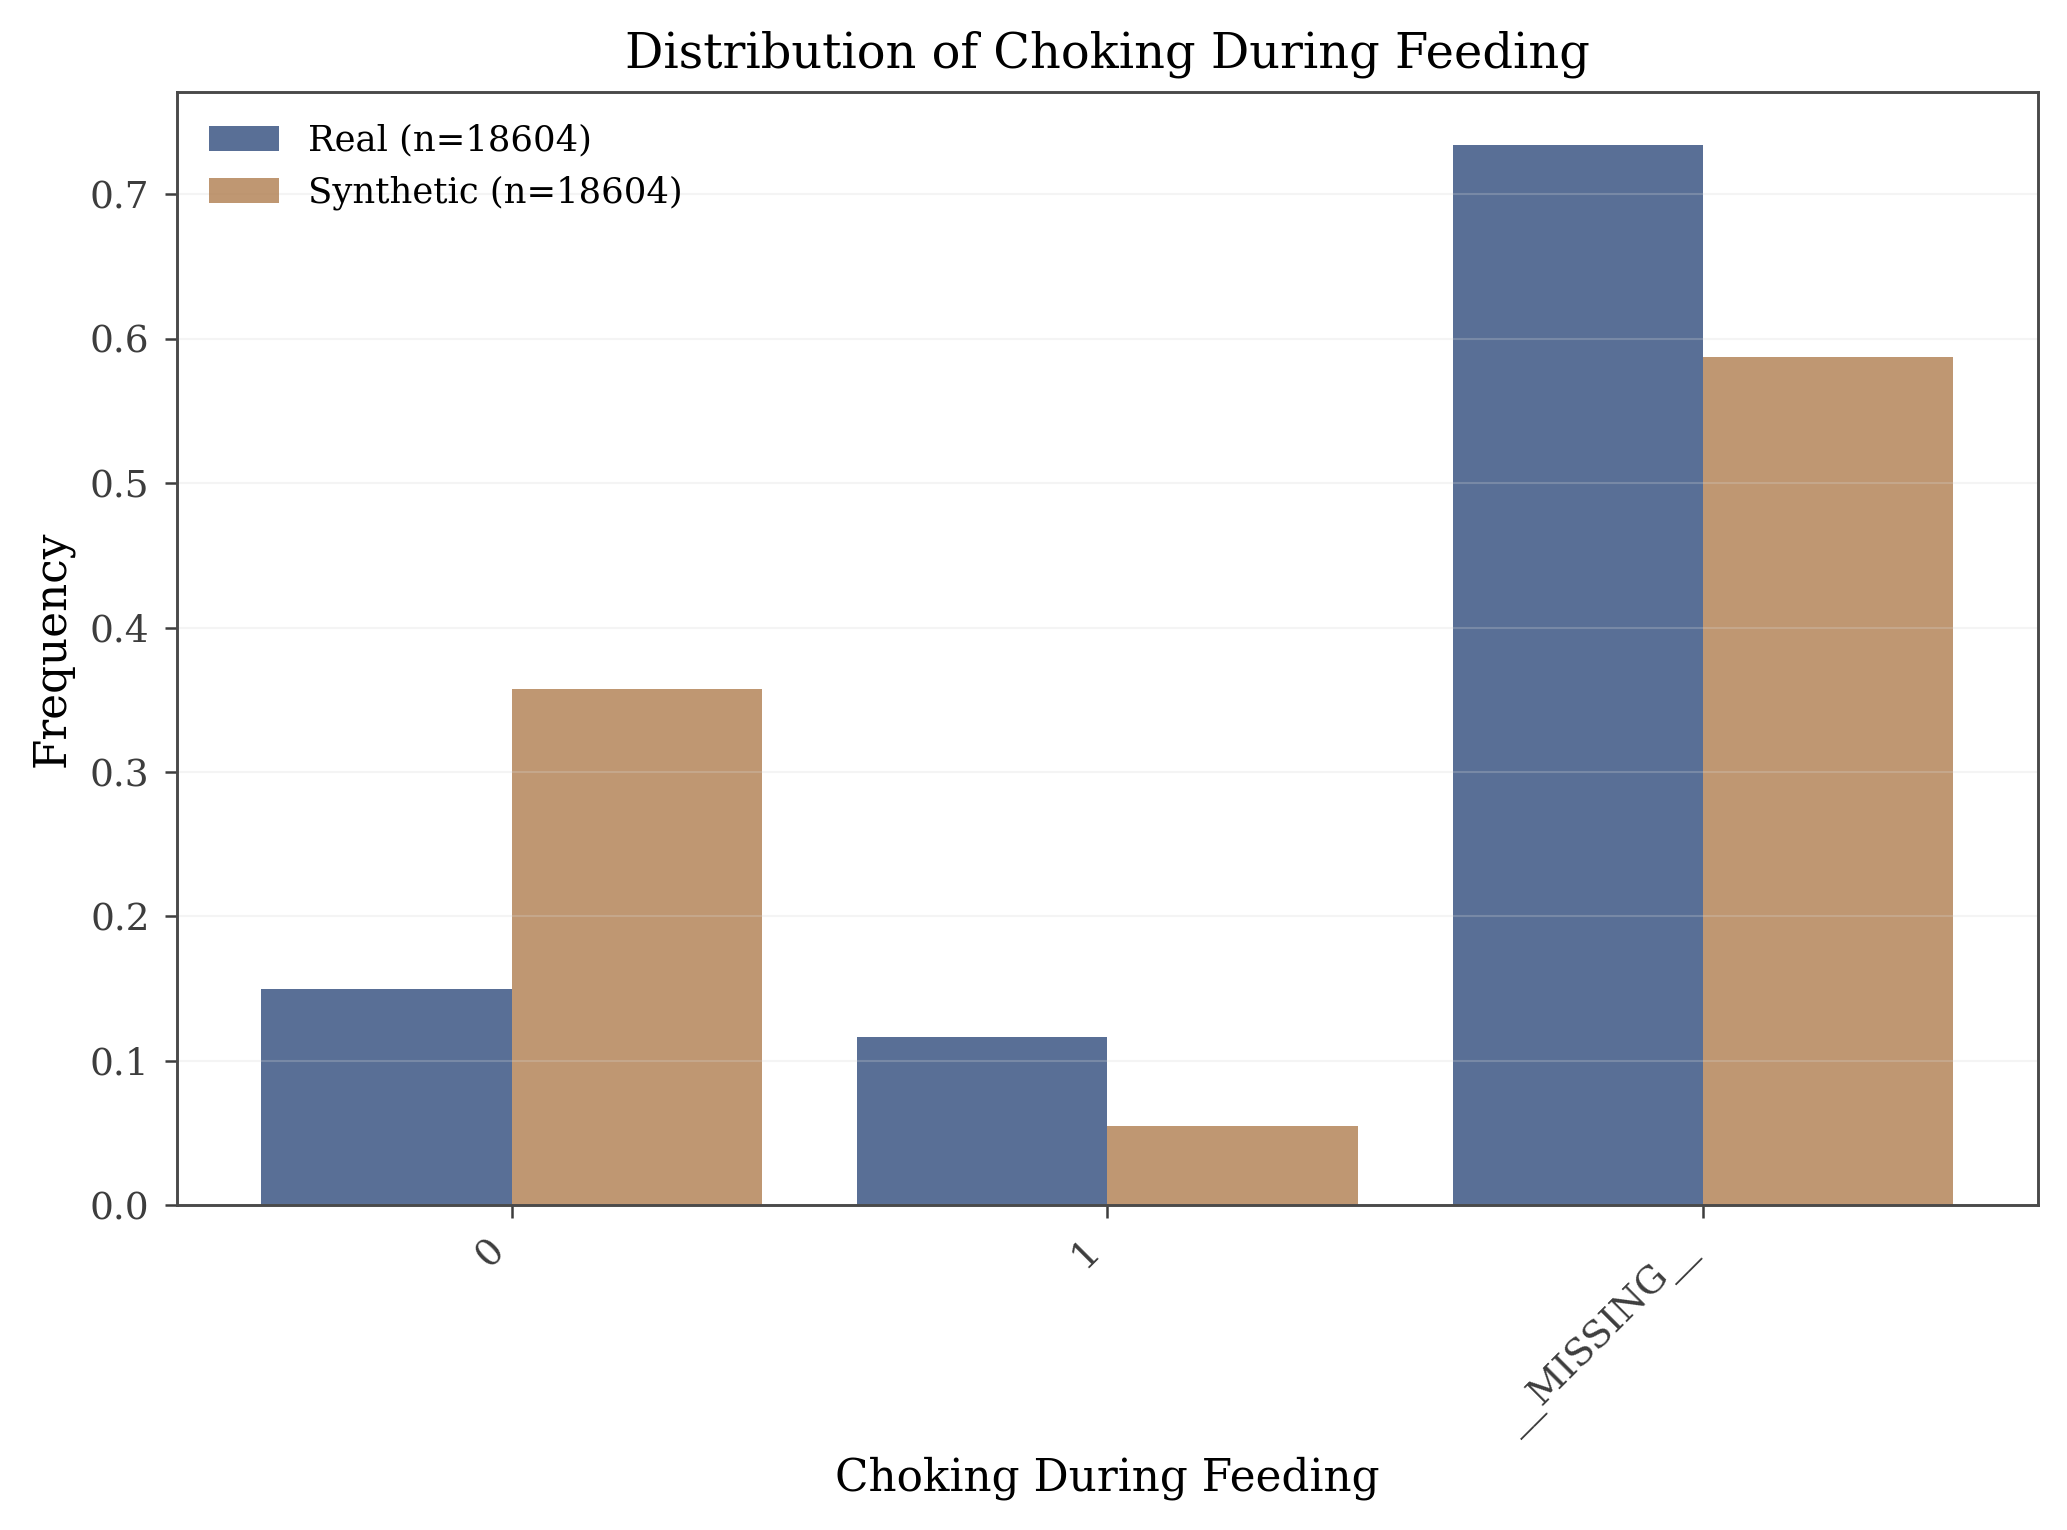 Distribution of Choking During Feeding
Real (n=18604)
Synthetic (n=18604)
Frequency
0.7
0.6
0.5
0.4
0.3
0.2
0.1
0.0
0
1
__MISSING__
Choking During Feeding